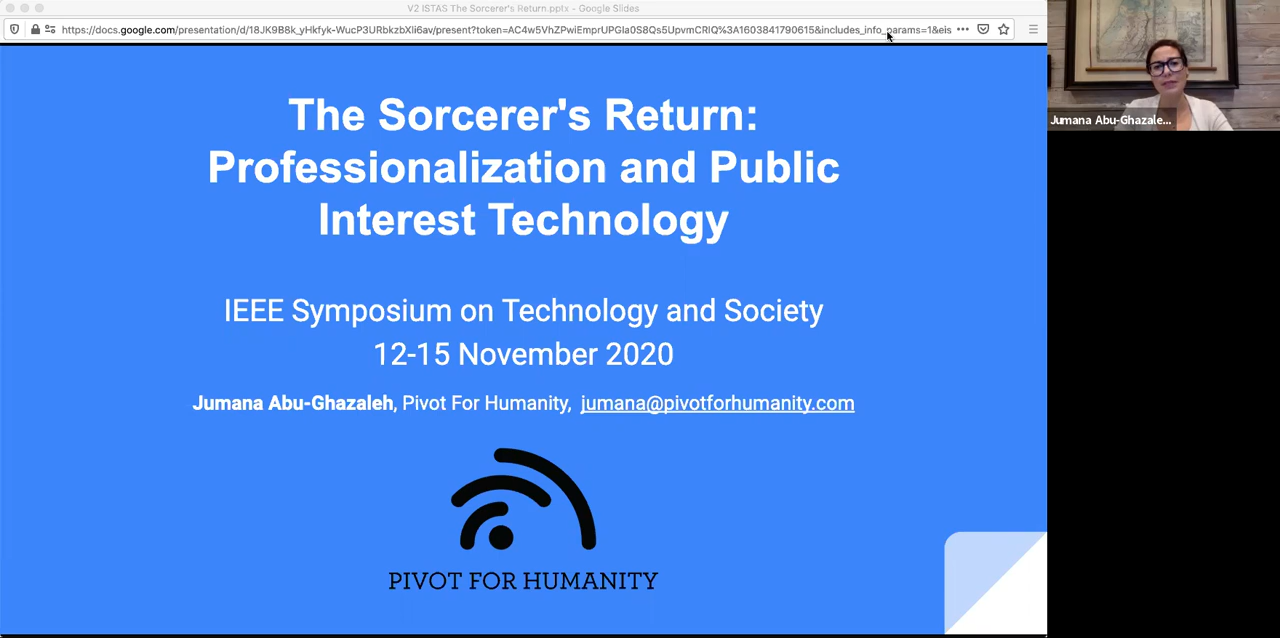 V2 ISTAS The Sorcerer's Return.pptx - Google Slides
https://docs.google.com/presentation/d/18JK9B8k_yHkfyk-WucP3URbkzbXli6av/present?token=AC4w5VhZPwiEmprUPGIa0S8Qs5UpvmCRIQ%3A1603841790615&includes_info_params=1&eis
Jumana Abu-Ghazale...
The Sorcerer's Return:
Professionalization and Public
Interest Technology
IEEE Symposium on Technology and Society
12-15 November 2020
Jumana Abu-Ghazaleh, Pivot For Humanity, jumana@pivotforhumanity.com
PIVOT FOR HUMANITY